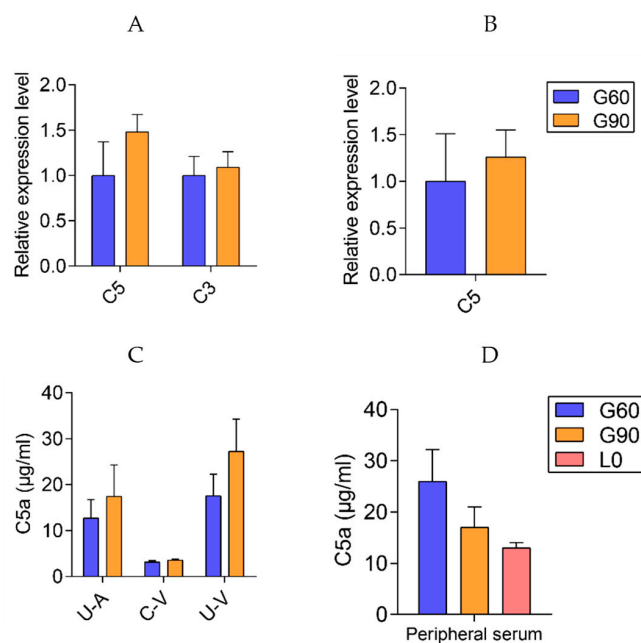 A
Relative expression level
2.0
1.5
1.0
0.5
0.0
C5
C3
B
Relative expression level
2.0
1.5
1.0
0.5
0.0
C5
G60
G90
C
C5a (µg/ml)
40
30
20
10
0
U-A
C-V
U-V
D
C5a (µg/ml)
40
30
20
10
0
Peripheral serum
G60
G90
L0